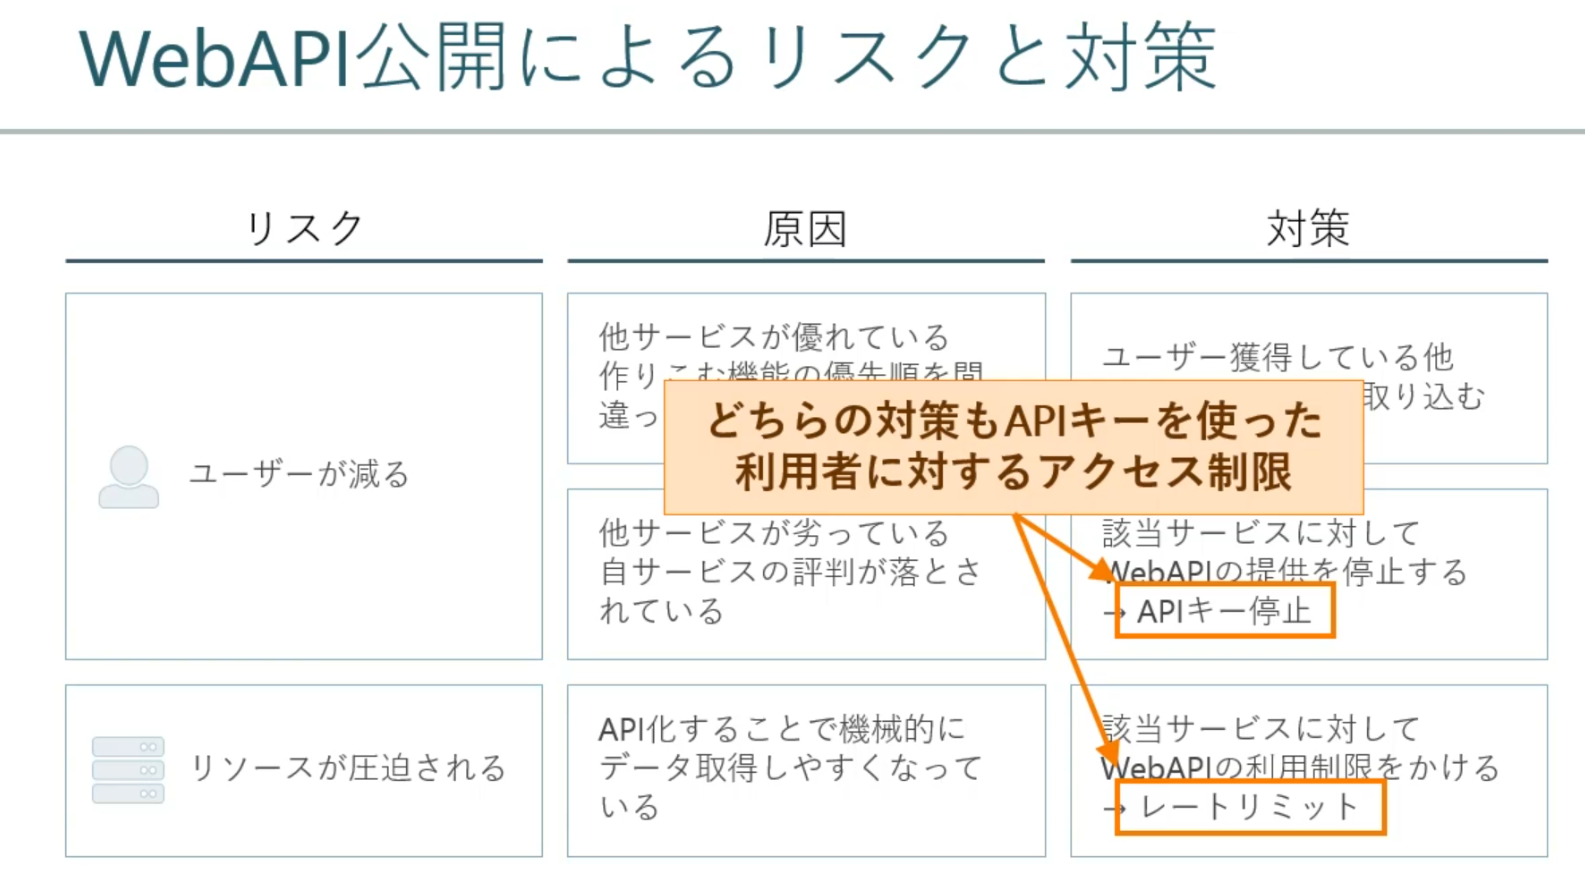 WebAPI公開によるリスクと対策
リスク
原因
対策
ユーザーが減る
他サービスが優れている
作りこむ機能の優先順を間
違っ
ユーザー獲得している他
取り込む
どちらの対策もAPIキーを使った
利用者に対するアクセス制限
他サービスが劣っている
自サービスの評判が落とさ
れている
該当サービスに対して
WebAPIの提供を停止する
→ APIキー停止
リソースが圧迫される
API化することで機械的に
データ取得しやすくなって
いる
該当サービスに対して
WebAPIの利用制限をかける
→ レートリミット